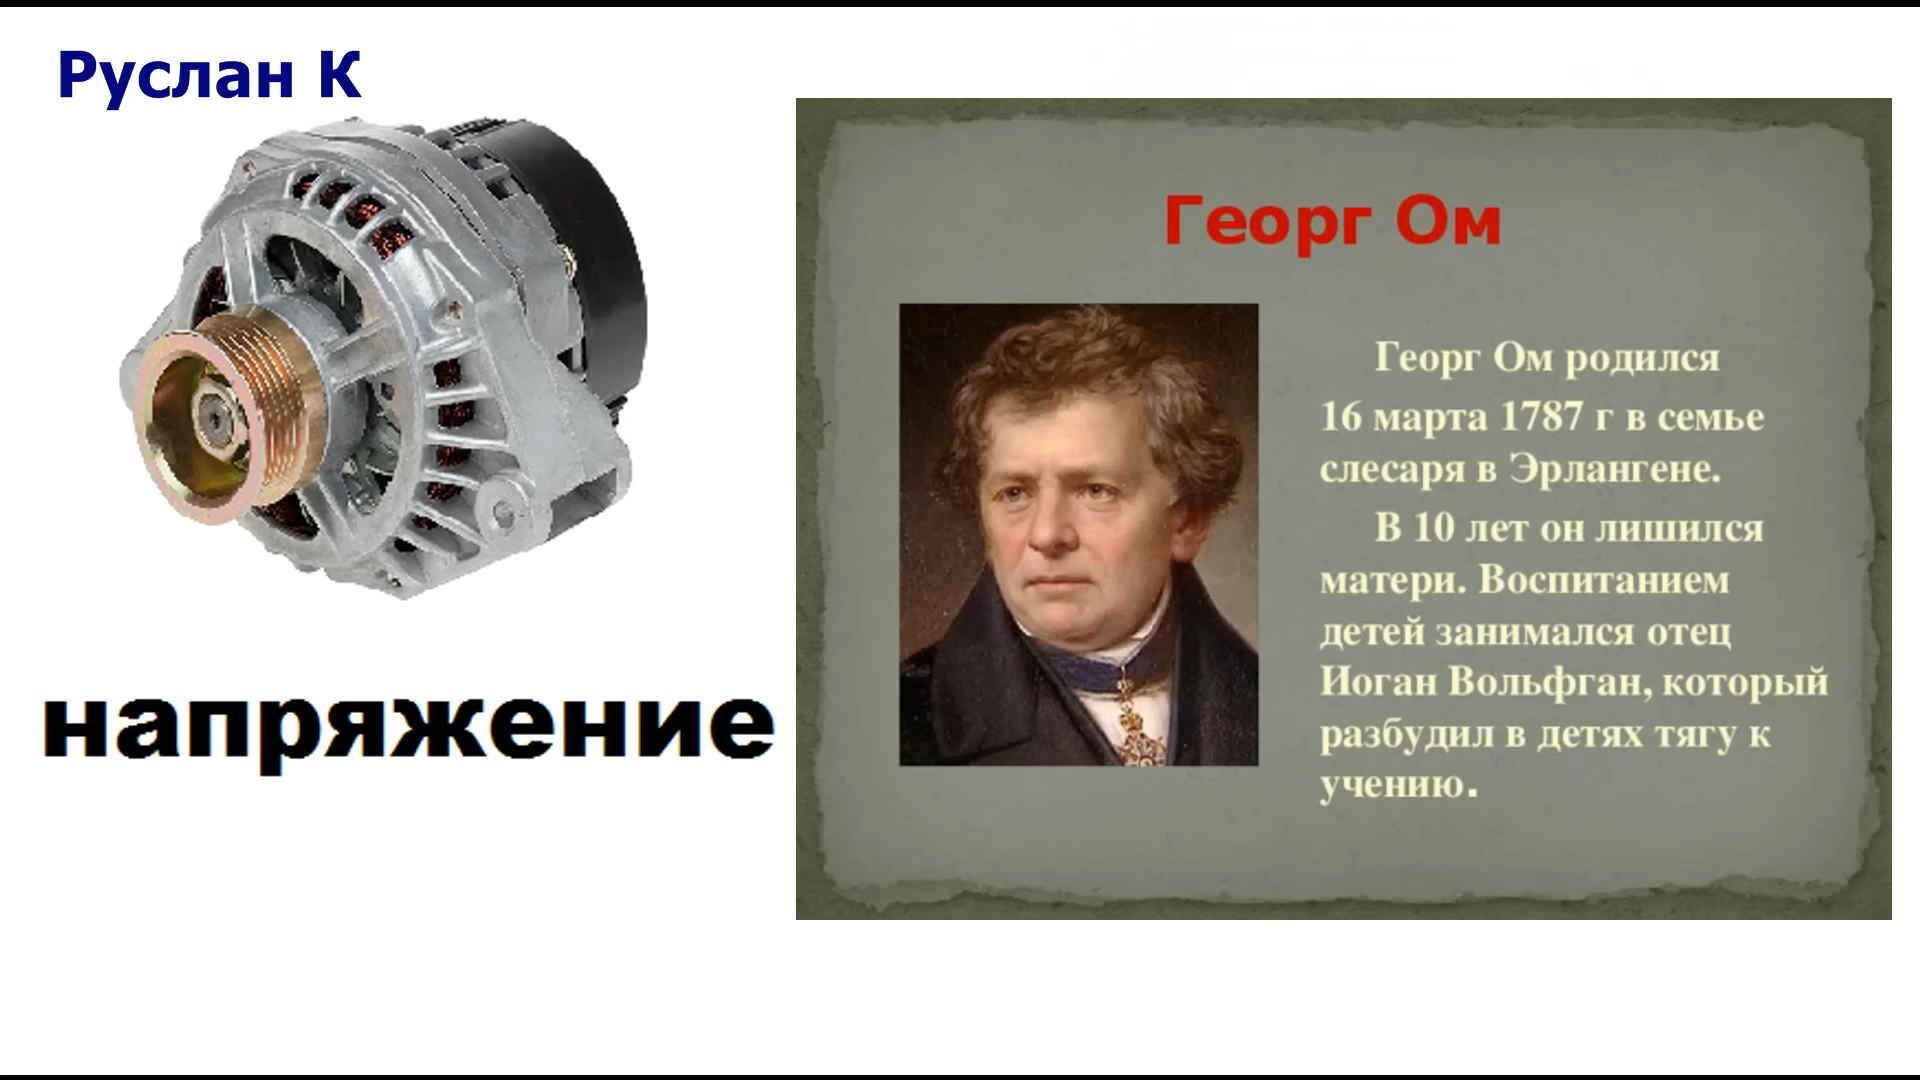 Руслан К
напряжение
Георг Ом
Георг Ом родился
16 марта 1787 г в семье
слесаря в Эрлангене.
В 10 лет он лишился
матери. Воспитанием
детей занимался отец
Иоган Вольфган, который
разбудил в детях тягу к
учению.